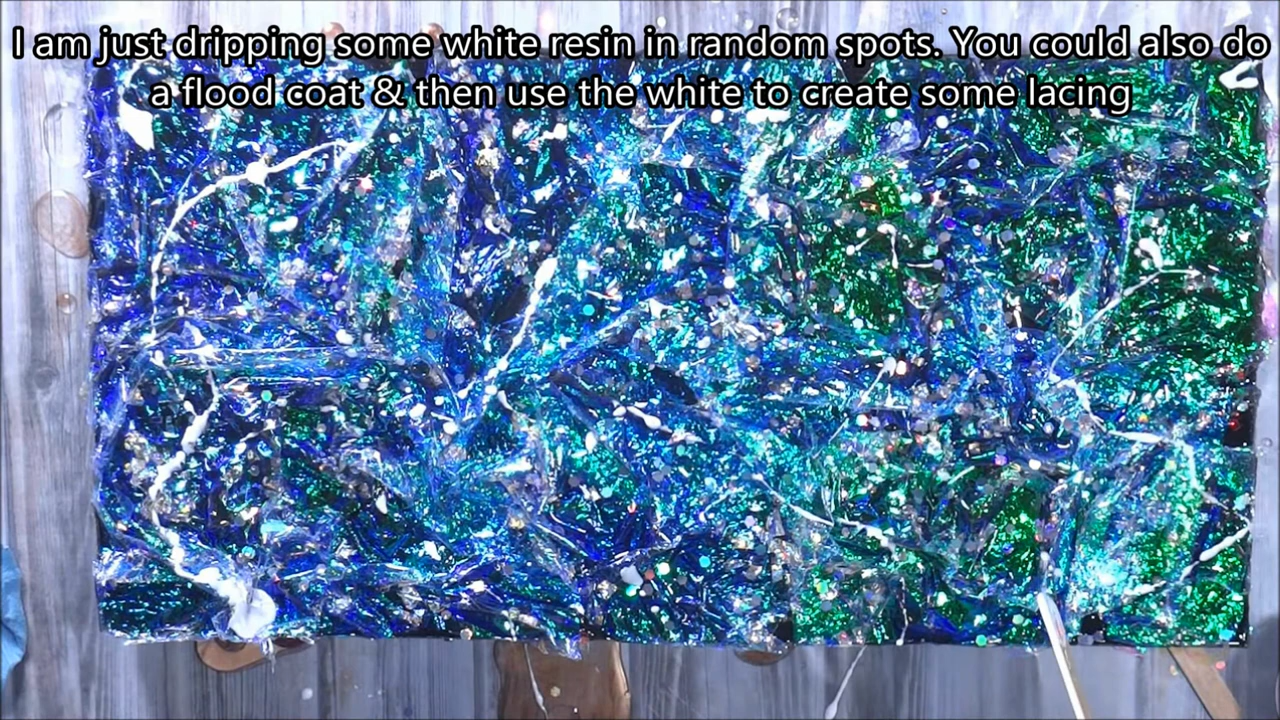 I am just dripping some white resin in random spots. You could also do
a flood coat & then use the white to create some lacing